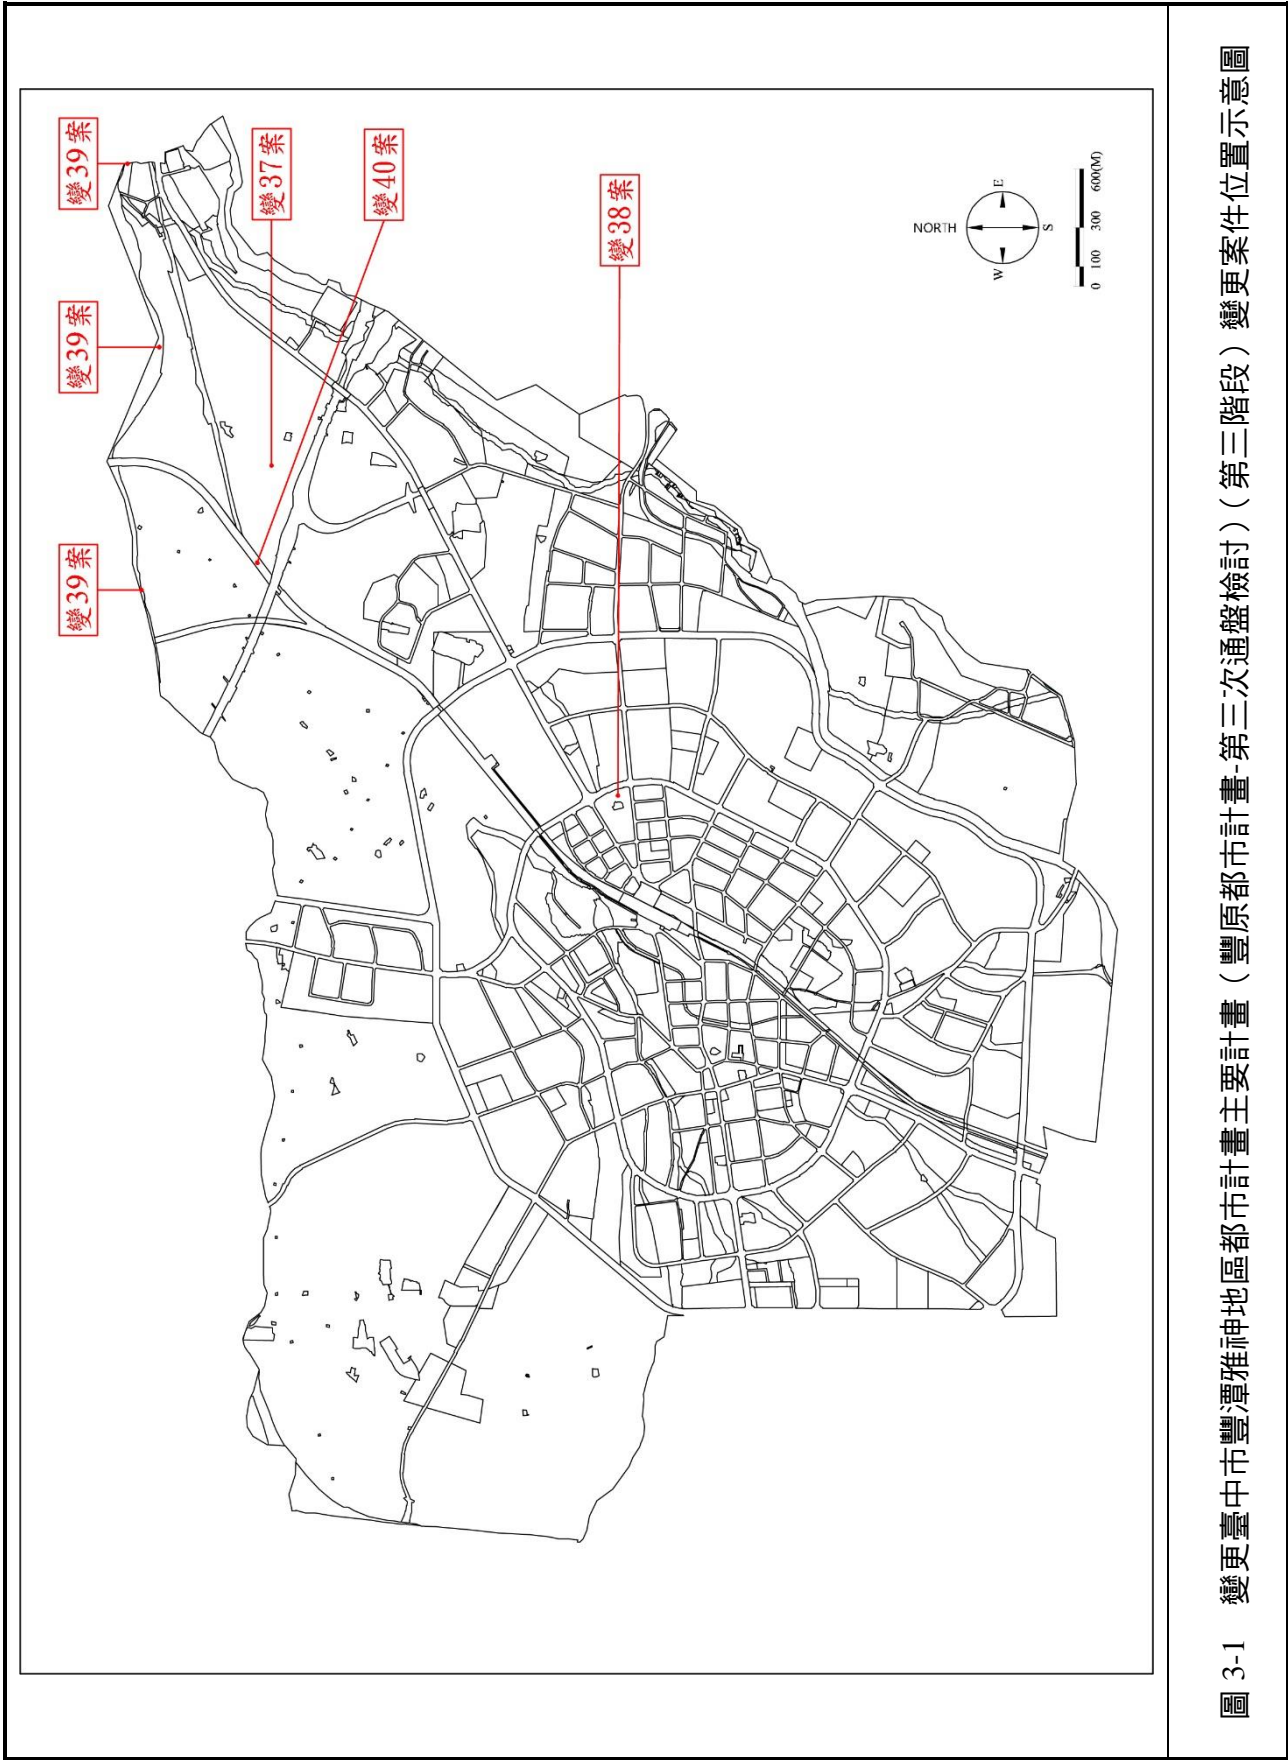 變39案
變39案
變39案
變37案
變40案
變38案
NORTH
E
S
W
0 100 300 600(M)
圖 3-1 變更臺中市豐潭雅神地區都市計畫主要計畫（豐原都市計畫-第三次通盤檢討）（第三階段）變更案件位置示意圖